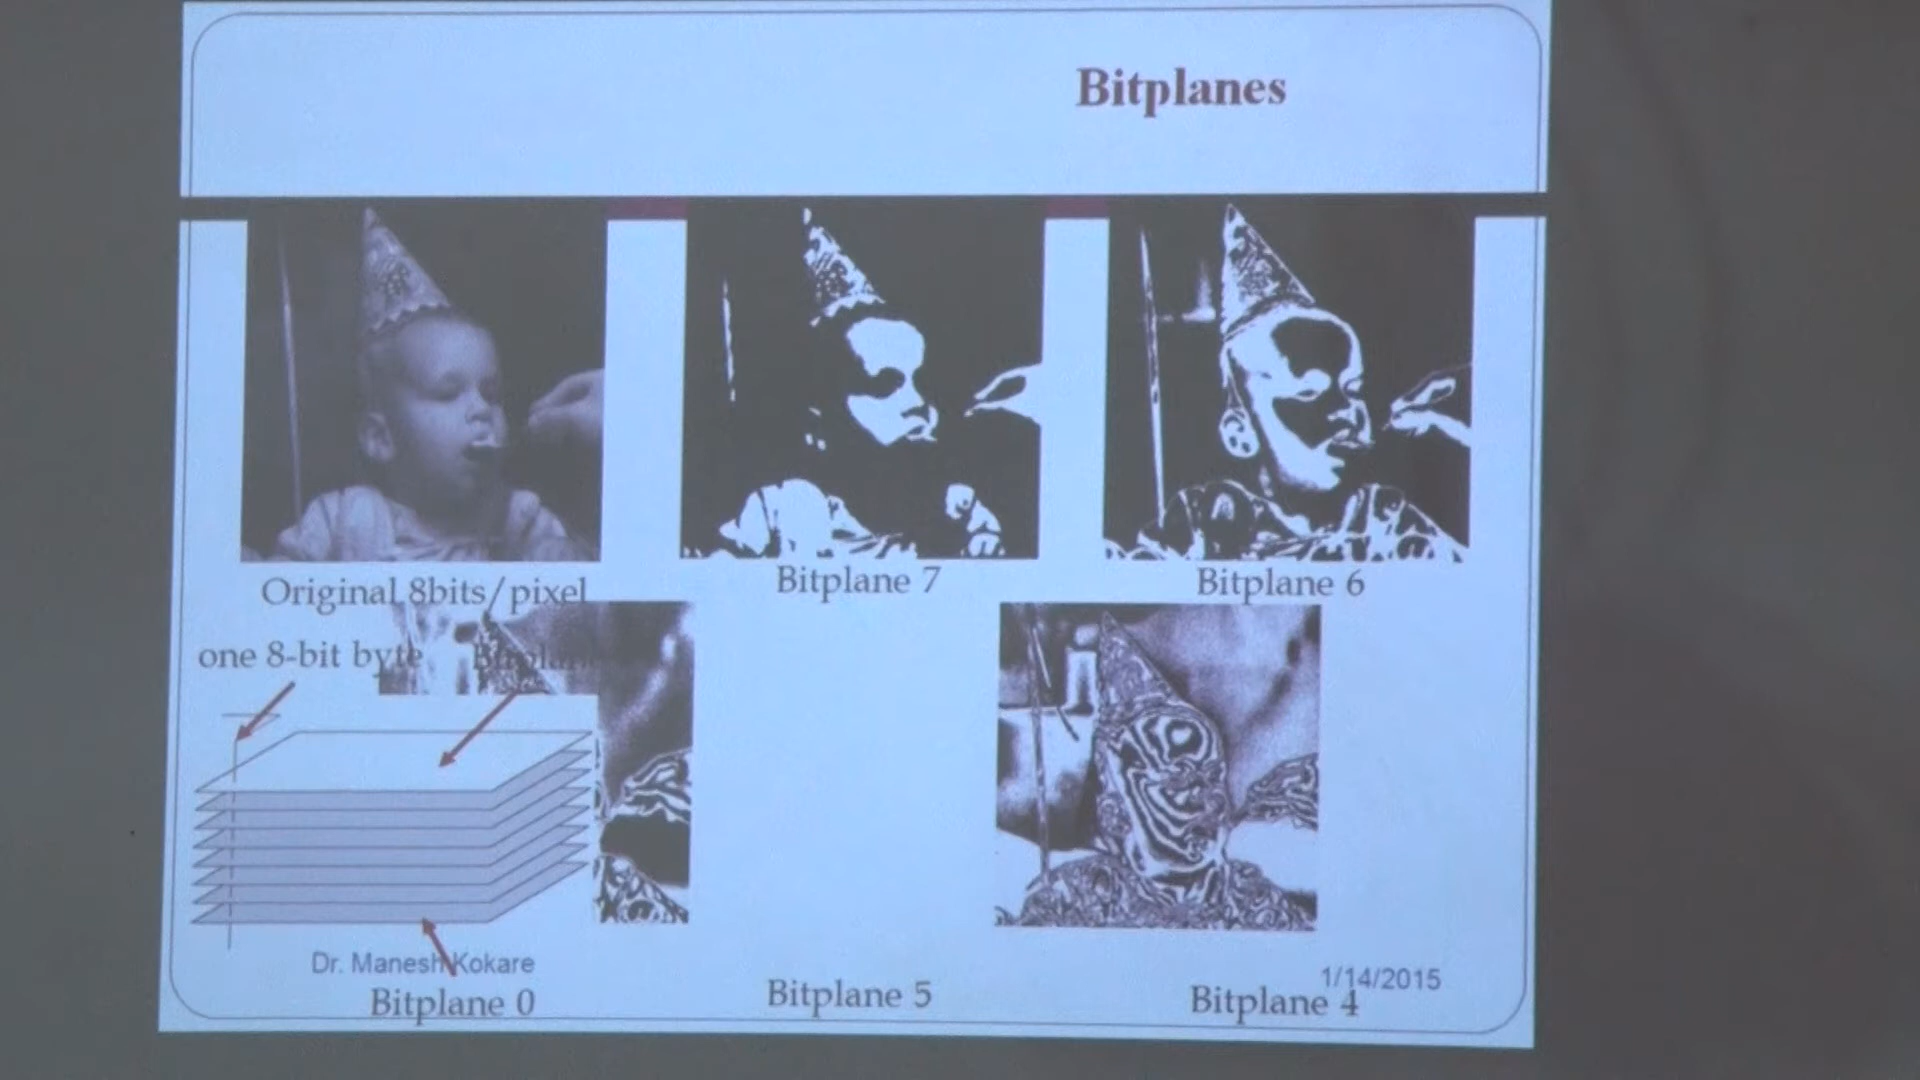 Bitplanes
Original 8bits/pixel
Bitplane 7
Bitplane 6
one 8-bit byte
Dr. Manesh Kokare
1/14/2015
Bitplane 0
Bitplane 5
Bitplane 4